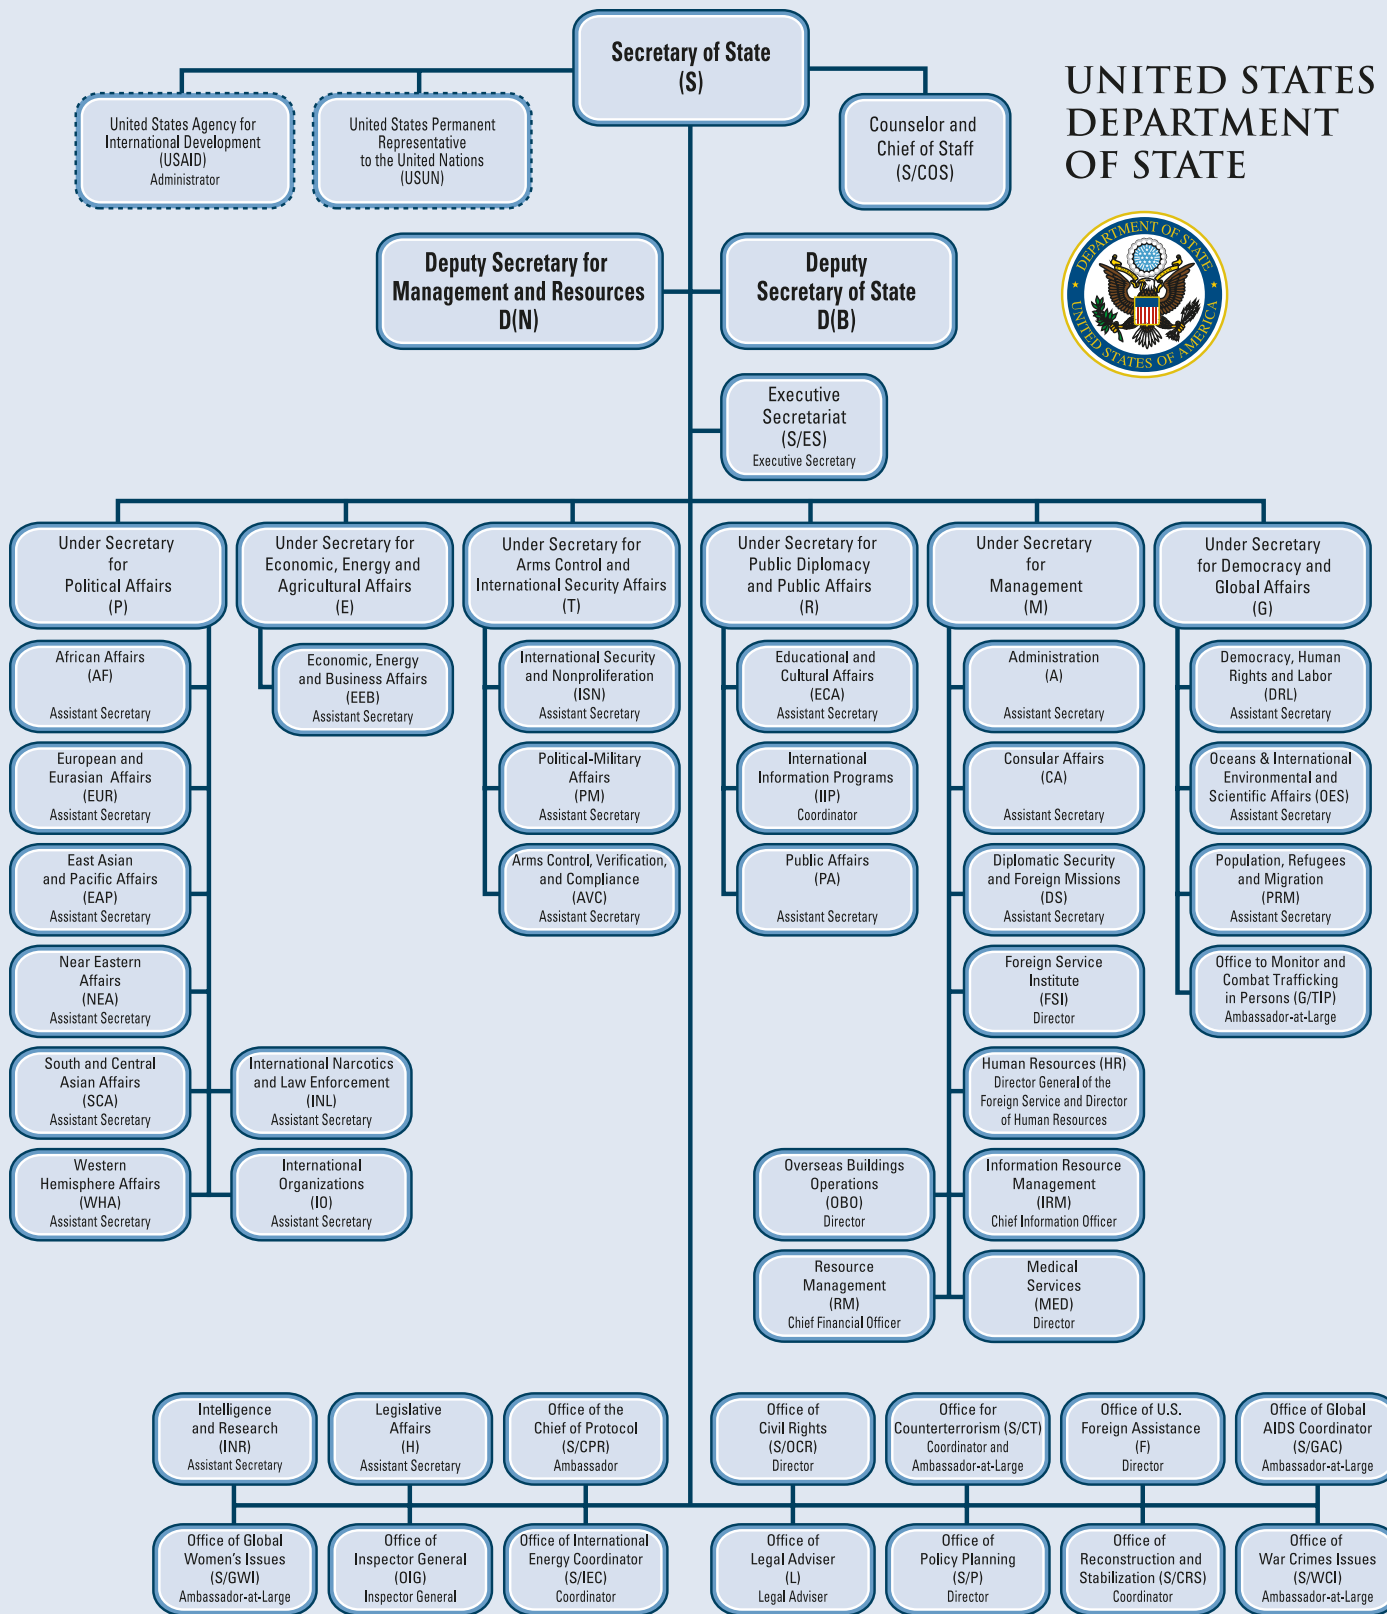 Secretary of State
(S)
UNITED STATES
DEPARTMENT
OF STATE
United States Agency for
International Development
(USAID)
Administrator
United States Permanent
Representative
to the United Nations
(USUN)
Counselor and
Chief of Staff
(S/COS)
DEPARTMENT OF STATE
UNITED STATES OF AMERICA
Deputy Secretary for
Management and Resources
D(N)
Deputy
Secretary of State
D(B)
Executive
Secretariat
(S/ES)
Executive Secretary
Under Secretary
for
Political Affairs
(P)
Under Secretary for
Economic, Energy and
Agricultural Affairs
(E)
Under Secretary for
Arms Control and
International Security Affairs
(T)
Under Secretary for
Public Diplomacy
and Public Affairs
(R)
Under Secretary
for
Management
(M)
Under Secretary
for Democracy and
Global Affairs
(G)
African Affairs
(AF)
Assistant Secretary
European and
Eurasian Affairs
(EUR)
Assistant Secretary
East Asian
and Pacific Affairs
(EAP)
Assistant Secretary
Near Eastern
Affairs
(NEA)
Assistant Secretary
South and Central
Asian Affairs
(SCA)
Assistant Secretary
Western
Hemisphere Affairs
(WHA)
Assistant Secretary
International Narcotics
and Law Enforcement
(INL)
Assistant Secretary
International
Organizations
(IO)
Assistant Secretary
Economic, Energy
and Business Affairs
(EEB)
Assistant Secretary
International Security
and Nonproliferation
(ISN)
Assistant Secretary
Political-Military
Affairs
(PM)
Assistant Secretary
Arms Control, Verification,
and Compliance
(AVC)
Assistant Secretary
Educational and
Cultural Affairs
(ECA)
Assistant Secretary
International
Information Programs
(IIP)
Coordinator
Public Affairs
(PA)
Assistant Secretary
Administration
(A)
Assistant Secretary
Consular Affairs
(CA)
Assistant Secretary
Diplomatic Security
and Foreign Missions
(DS)
Assistant Secretary
Foreign Service
Institute
(FSI)
Director
Human Resources (HR)
Director General of the
Foreign Service and Director
of Human Resources
Overseas Buildings
Operations
(OBO)
Director
Information Resource
Management
(IRM)
Chief Information Officer
Resource
Management
(RM)
Chief Financial Officer
Medical
Services
(MED)
Director
Democracy, Human
Rights and Labor
(DRL)
Assistant Secretary
Oceans & International
Environmental and
Scientific Affairs (OES)
Assistant Secretary
Population, Refugees
and Migration
(PRM)
Assistant Secretary
Office to Monitor and
Combat Trafficking
in Persons (G/TIP)
Ambassador-at-Large
Intelligence
and Research
(INR)
Assistant Secretary
Legislative
Affairs
(H)
Assistant Secretary
Office of the
Chief of Protocol
(S/CPR)
Ambassador
Office of
Civil Rights
(S/OCR)
Director
Office for
Counterterrorism (S/CT)
Coordinator and
Ambassador-at-Large
Office of U.S.
Foreign Assistance
(F)
Director
Office of Global
AIDS Coordinator
(S/GAC)
Ambassador-at-Large
Office of Global
Women's Issues
(S/GWI)
Ambassador-at-Large
Office of
Inspector General
(OIG)
Inspector General
Office of International
Energy Coordinator
(S/IEC)
Coordinator
Office of
Legal Adviser
(L)
Legal Adviser
Office of
Policy Planning
(S/P)
Director
Office of
Reconstruction and
Stabilization (S/CRS)
Coordinator
Office of
War Crimes Issues
(S/WCI)
Ambassador-at-Large